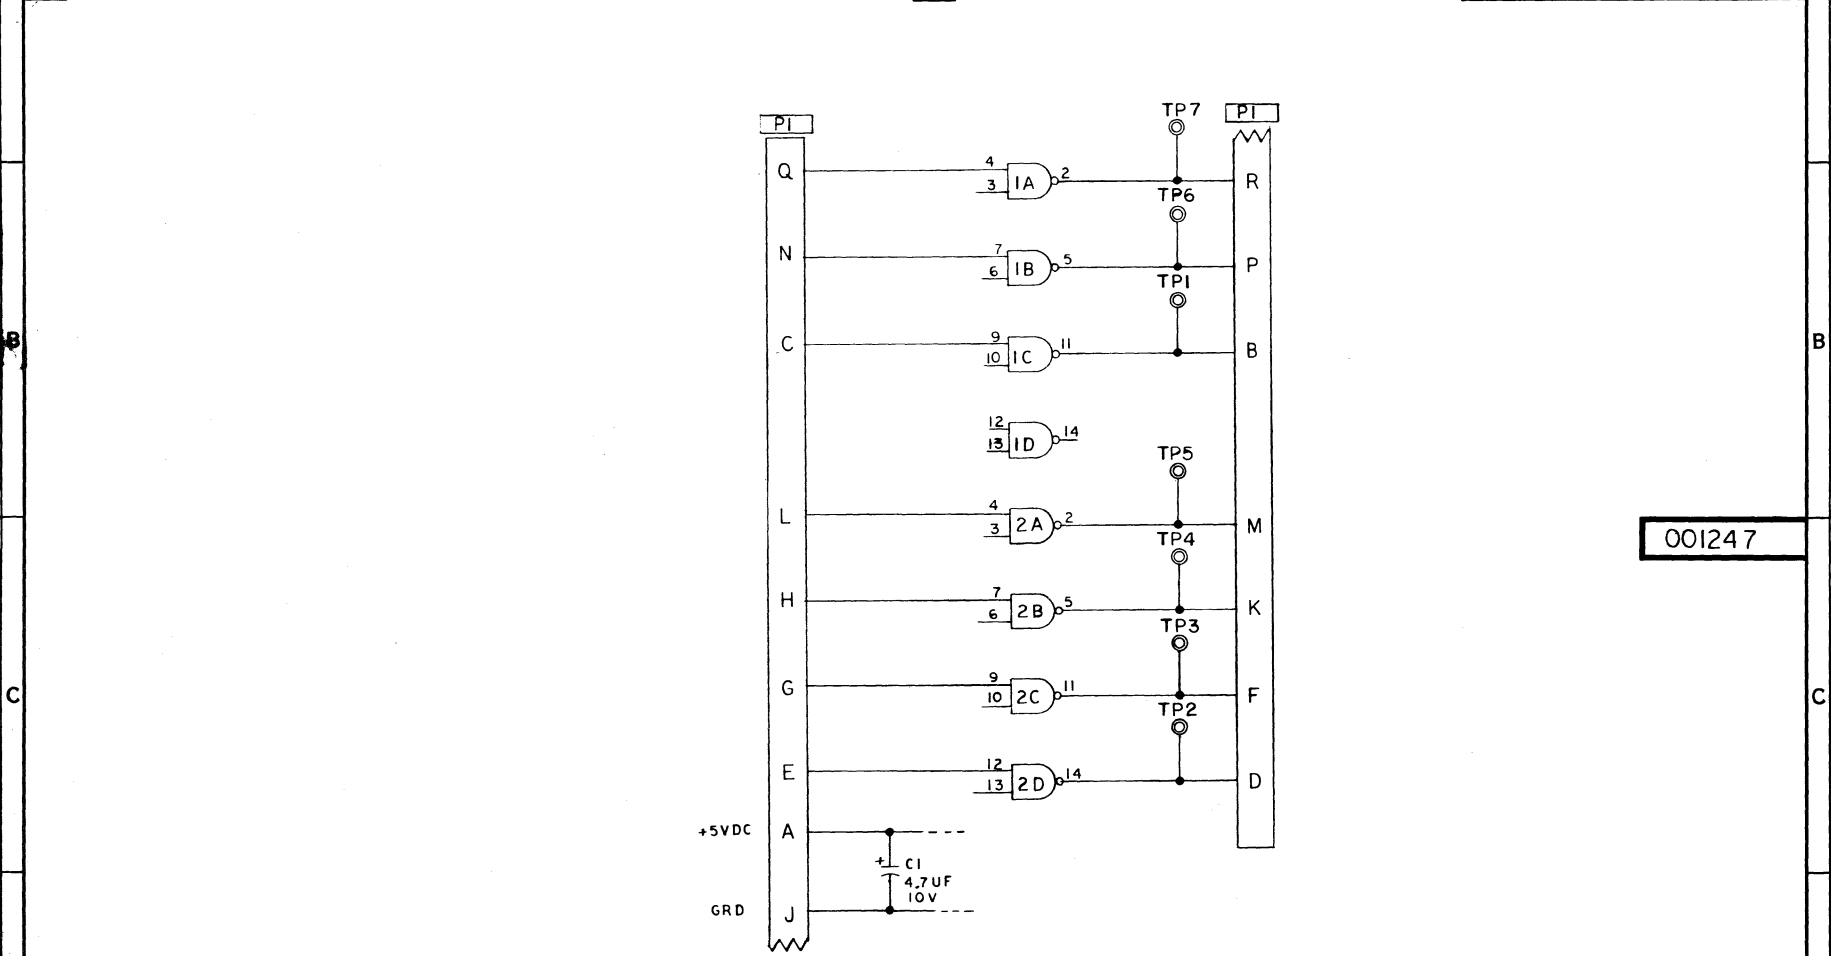 TP7
P1
P1
Q
4
3
1A
2
R
TP6
N
7
6
1B
5
P
TP1
C
9
10
1C
11
B
B
B
12
13
1D
14
TP5
L
4
3
2A
2
M
001247
TP4
H
7
6
2B
5
K
TP3
G
9
10
2C
11
F
C
C
TP2
E
12
13
2D
14
D
+5VDC
A
+
C1
4.7UF
10V
GRD
J